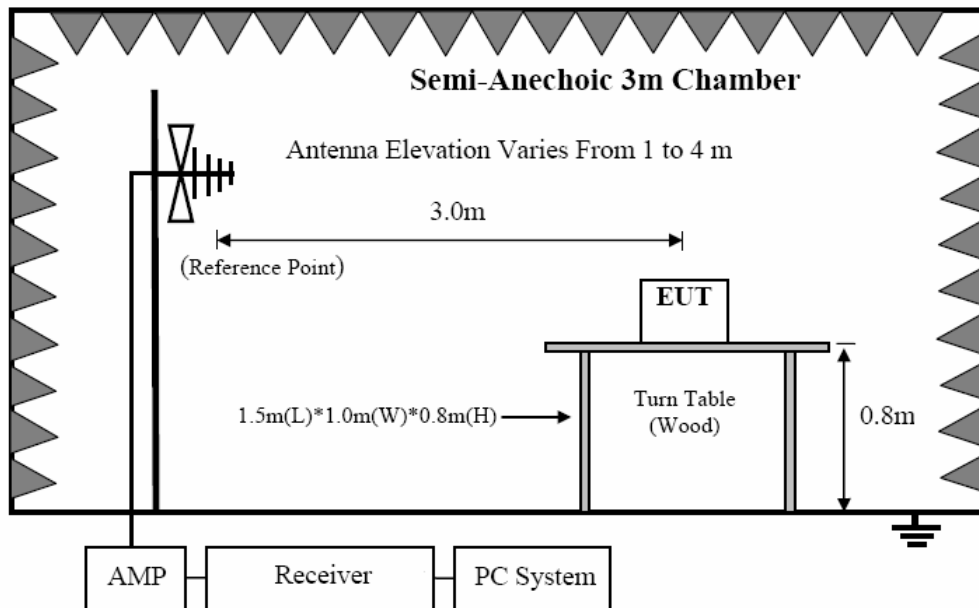 Semi-Anechoic 3m Chamber
Antenna Elevation Varies From 1 to 4 m
3.0m
(Reference Point)
EUT
1.5m(L)*1.0m(W)*0.8m(H)
Turn Table
(Wood)
0.8m
AMP
Receiver
PC System